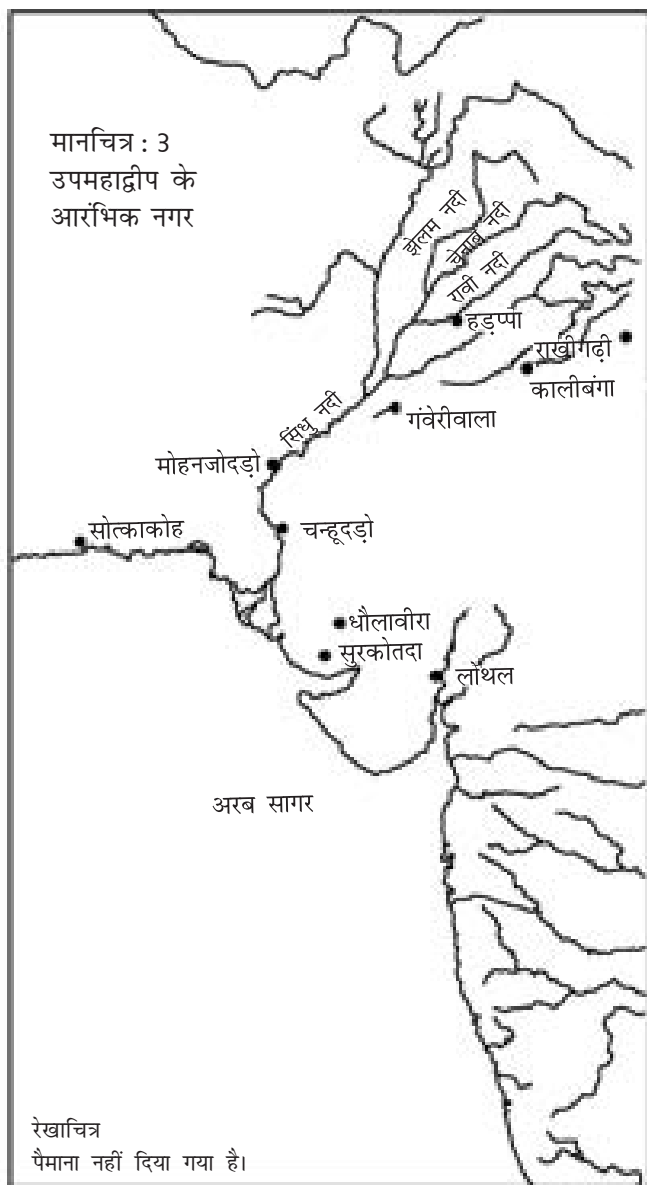 मानचित्र : 3
उपमहाद्वीप के
आरंभिक नगर
झेलम नदी
चेनाब नदी
रावी नदी
हड़प्पा
राखीगढ़ी
कालीबंगा
गंवेरीवाला
सिंधु नदी
मोहनजोदड़ो
सोत्काकोह
चन्हूदड़ो
धौलावीरा
सुरकोतदा
लोथल
अरब सागर
रेखाचित्र
पैमाना नहीं दिया गया है।